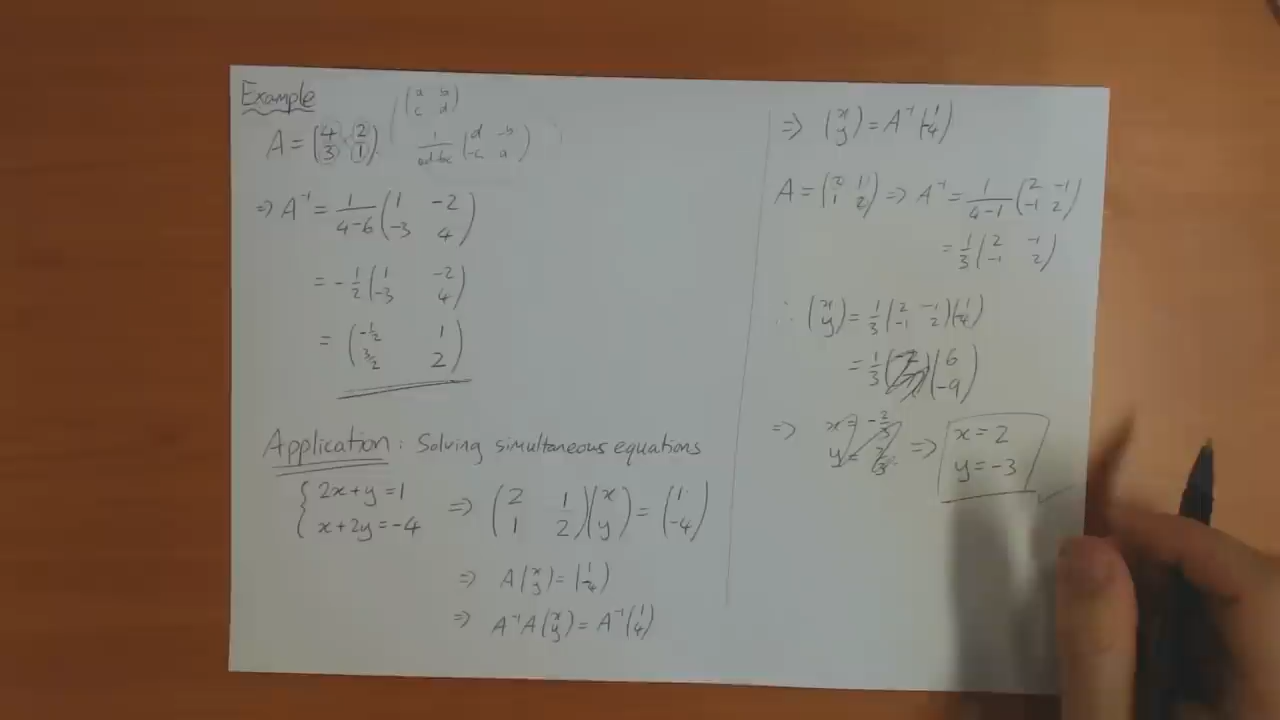 Example
(a b
c d)
A = (4 2
3 1)
1/ad-bc (d -b
-c a)
⇒ A⁻¹ = 1/4-6 (1 -2
-3 4)
= -1/2 (1 -2
-3 4)
= (-1/2 1
3/2 2)
Application : Solving simultaneous equations
{ 2x+y=1
x+2y=-4
⇒ (2 1
1 2)(x
y) = (1
-4)
⇒ A(x
y) = (1
-4)
⇒ A⁻¹A(x
y) = A⁻¹(1
4)
⇒ (x
y) = A⁻¹(1
-4)
A = (2 1
1 2) ⇒ A⁻¹ = 1/4-1 (2 -1
-1 2)
= 1/3 (2 -1
-1 2)
∴ (x
y) = 1/3 (2 -1
-1 2)(1
-4)
= 1/3 (6
-9)
⇒ x = -2/3
y =
⇒ x = 2
y = -3